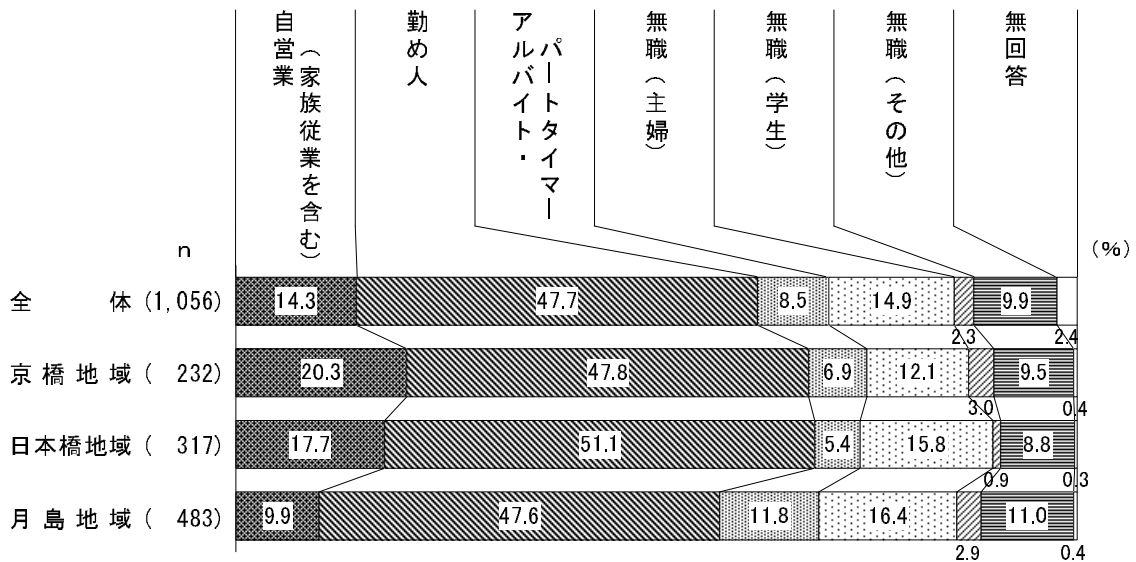 自営業
（家族従業を含む）
勤め人
アルバイト・
パートタイマー
無職（主婦）
無職（学生）
無職（その他）
無回答
n
(%)
全体(1,056)
14.3 47.7 8.5 14.9 2.3 9.9 2.4
京橋地域( 232)
20.3 47.8 6.9 12.1 3.0 9.5 0.4
日本橋地域( 317)
17.7 51.1 5.4 15.8 0.9 8.8 0.3
月島地域( 483)
9.9 47.6 11.8 16.4 2.9 11.0 0.4